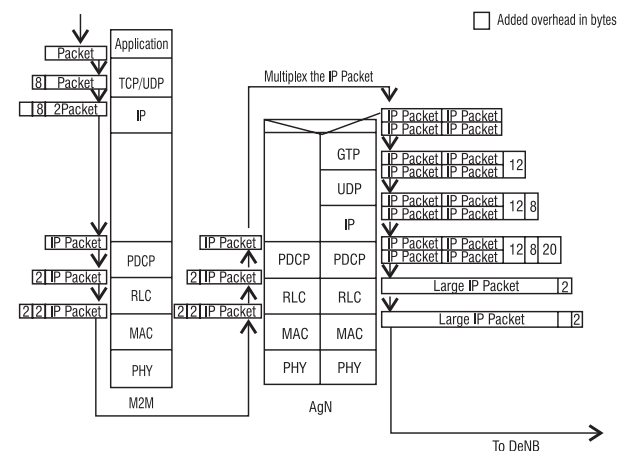 Added overhead in bytes
Packet
Application
8 Packet
TCP/UDP
8 2Packet
IP
Multiplex the IP Packet
IP Packet IP Packet
IP Packet IP Packet
GTP
IP Packet IP Packet 12
IP Packet IP Packet
UDP
IP Packet IP Packet 12 8
IP Packet IP Packet
IP
IP Packet
IP Packet
IP Packet IP Packet 12 8 20
IP Packet IP Packet
PDCP
PDCP PDCP
2 IP Packet
2 IP Packet
Large IP Packet 2
RLC
RLC RLC
2 2 IP Packet
2 2 IP Packet
Large IP Packet 2
MAC
MAC MAC
PHY
PHY PHY
M2M
AgN
To DeNB